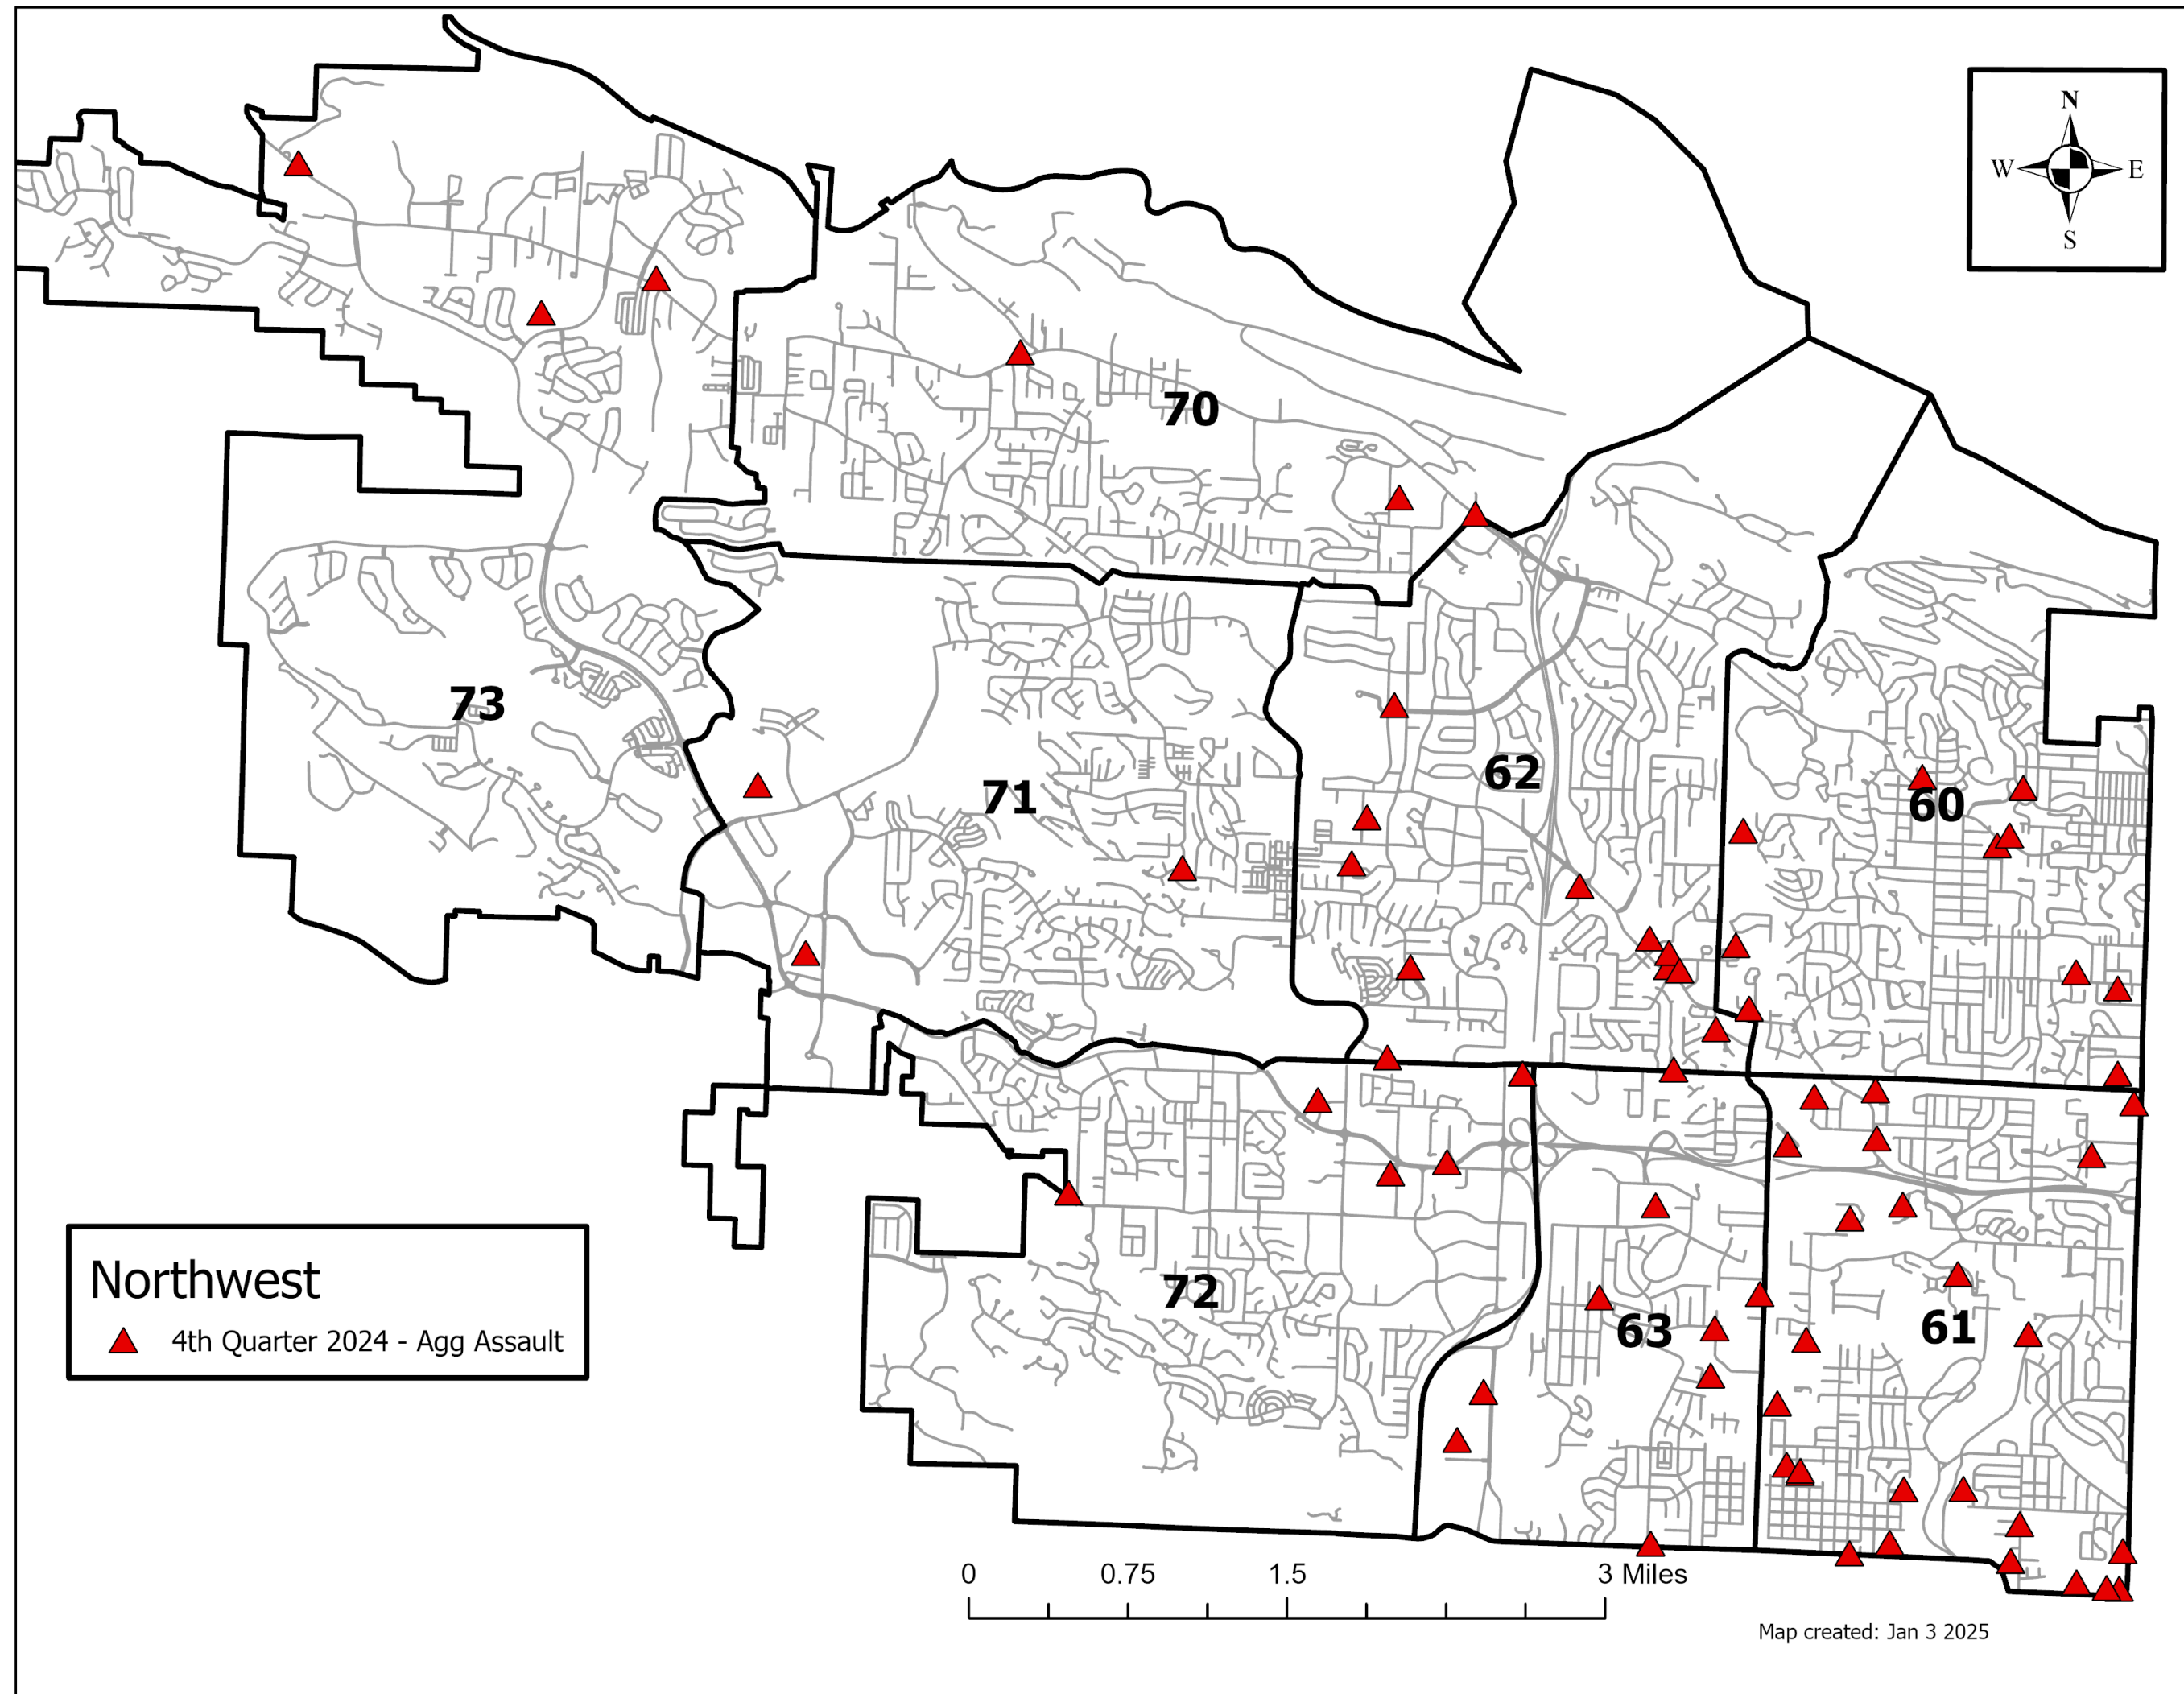 N
W E
S
70
73
71
62
60
72
63
61
Northwest
4th Quarter 2024 - Agg Assault
0 0.75 1.5 3 Miles
Map created: Jan 3 2025